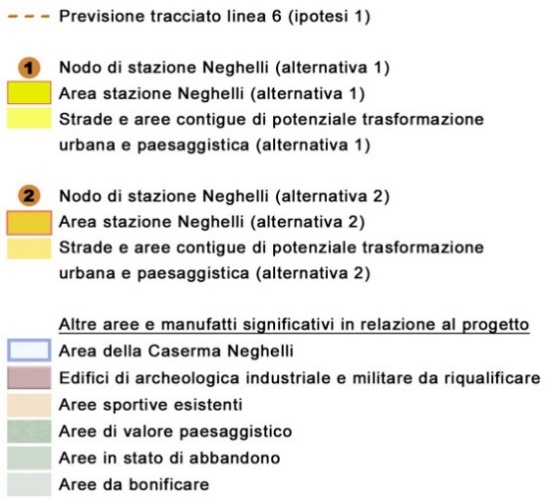 Previsione tracciato linea 6 (ipotesi 1)
1 Nodo di stazione Neghelli (alternativa 1)
Area stazione Neghelli (alternativa 1)
Strade e aree contigue di potenziale trasformazione
urbana e paesaggistica (alternativa 1)
2 Nodo di stazione Neghelli (alternativa 2)
Area stazione Neghelli (alternativa 2)
Strade e aree contigue di potenziale trasformazione
urbana e paesaggistica (alternativa 2)
Altre aree e manufatti significativi in relazione al progetto
Area della Caserma Neghelli
Edifici di archeologica industriale e militare da riqualificare
Aree sportive esistenti
Aree di valore paesaggistico
Aree in stato di abbandono
Aree da bonificare